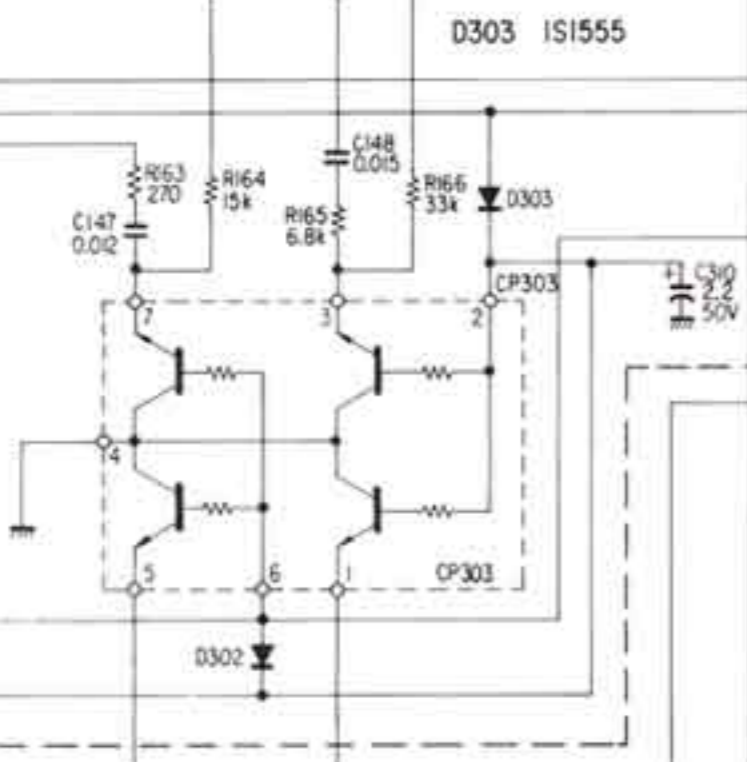 D303 1S1555
C148
0.015
R163
270
R164
15k
R166
33k
D303
C147
0.012
R165
6.8k
C310
2.2
50V
+
CP303
7
3
2
4
5
6
1
CP303
D302